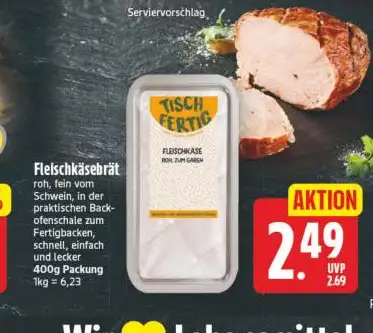 Serviervorschlag
TISCH
FERTIG
FLEISCHKÄSE
ROH, ZUM GAREN
Fleischkäsebrät
roh, fein vom
Schwein, in der
praktischen Back-
ofenschale zum
Fertigbacken,
schnell, einfach
und lecker
400g Packung
1kg = 6,23
AKTION
2.49
UVP
2.69